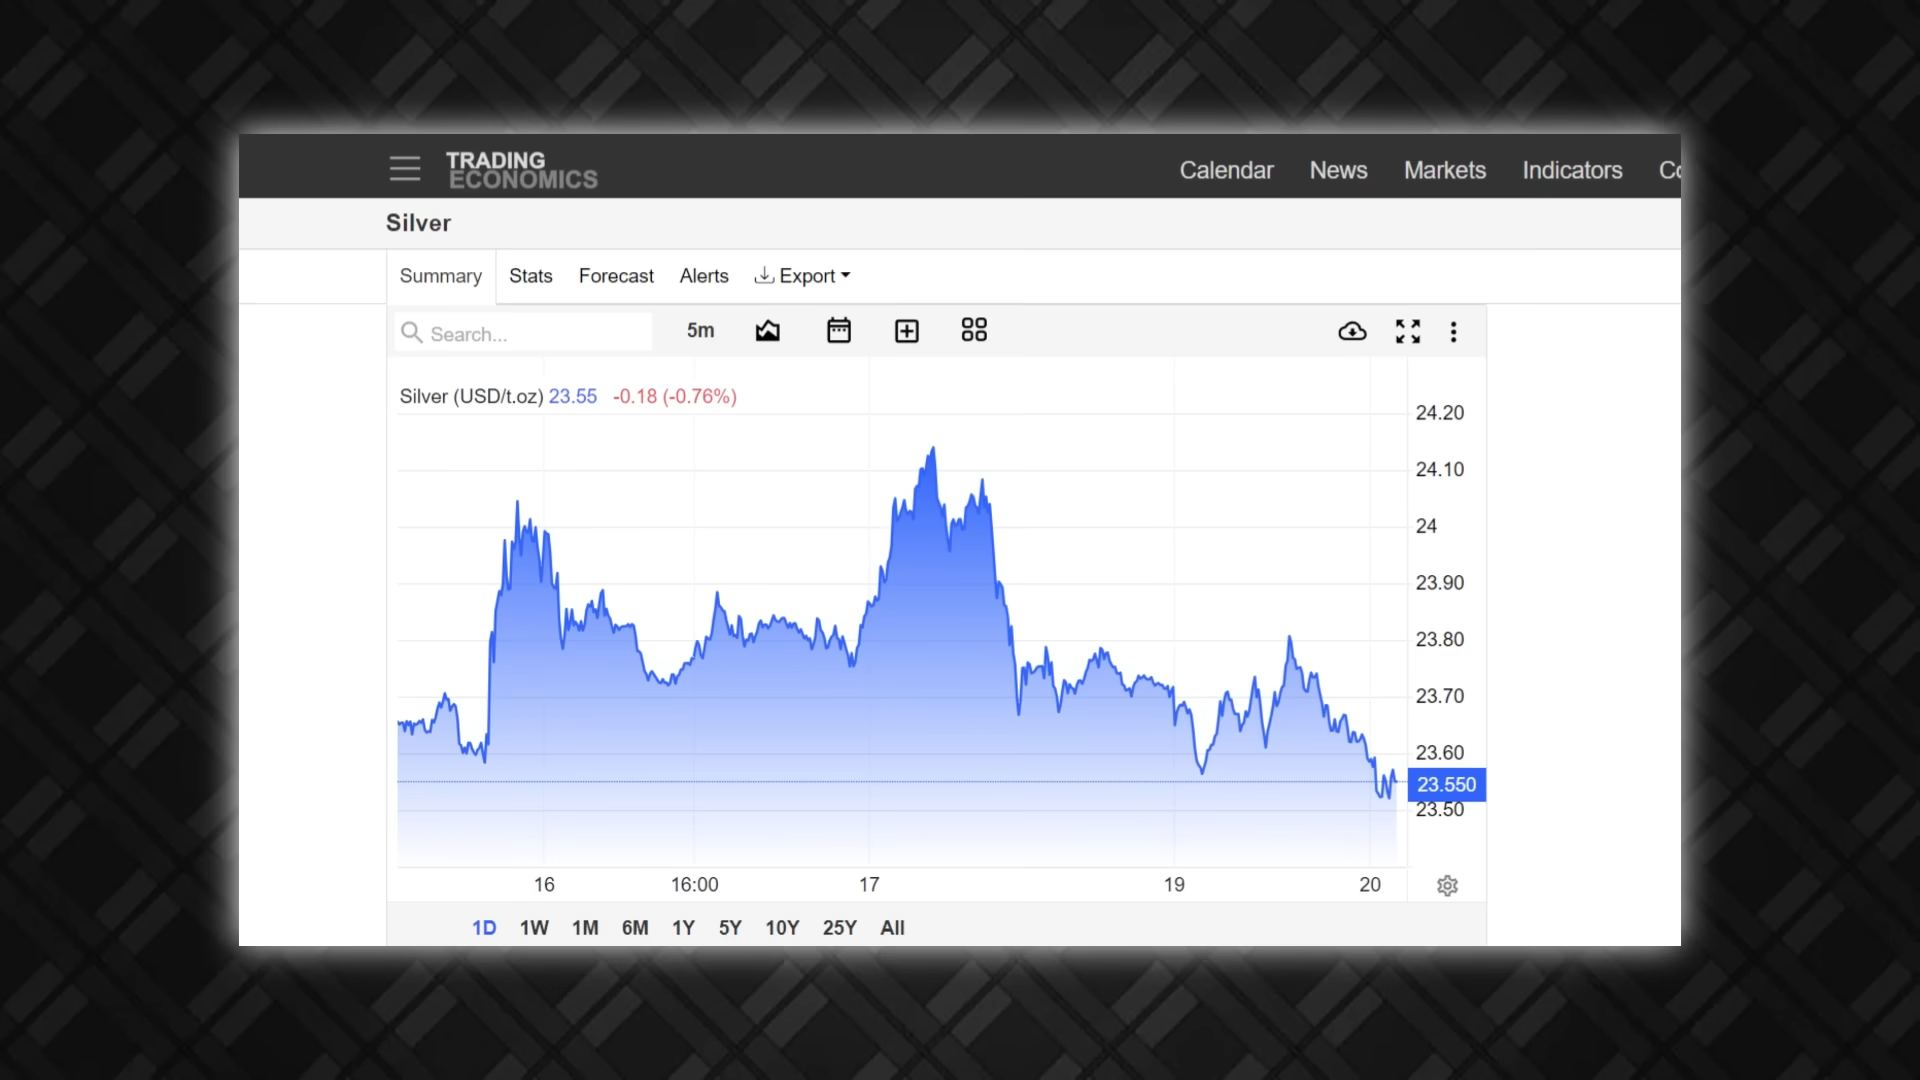 TRADING
ECONOMICS
Calendar News Markets Indicators
Silver
Summary Stats Forecast Alerts Export
Search... 5m
Silver (USD/t.oz) 23.55 -0.18 (-0.76%)
24.20
24.10
24
23.90
23.80
23.70
23.60
23.550
23.50
16 16:00 17 19 20
1D 1W 1M 6M 1Y 5Y 10Y 25Y All